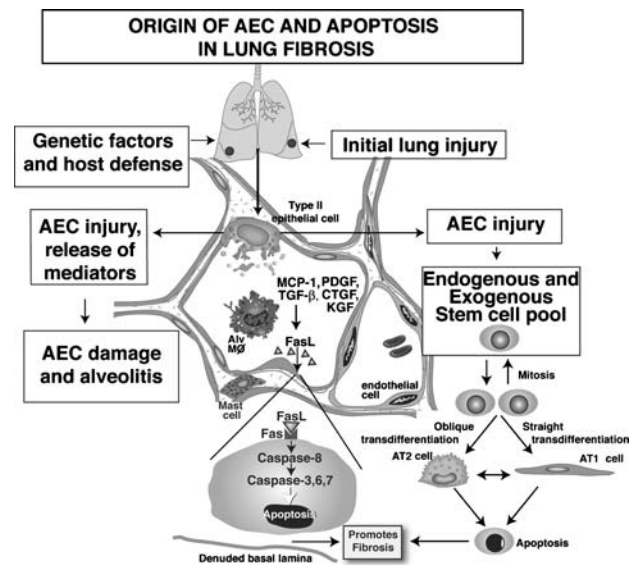 ORIGIN OF AEC AND APOPTOSIS
IN LUNG FIBROSIS
Genetic factors
and host defense
Initial lung injury
Type II
epithelial cell
AEC injury,
release of
mediators
AEC injury
MCP-1, PDGF,
TGF-β, CTGF,
KGF
Endogenous and
Exogenous
Stem cell pool
Alv
MØ
FasL
AEC damage
and alveolitis
endothelial
cell
Mast
cell
Mitosis
FasL
Fas
Oblique
transdifferentiation
Straight
transdifferentiation
Caspase-8
AT2 cell
AT1 cell
Caspase-3,6,7
Apoptosis
Promotes
Fibrosis
Apoptosis
Denuded basal lamina